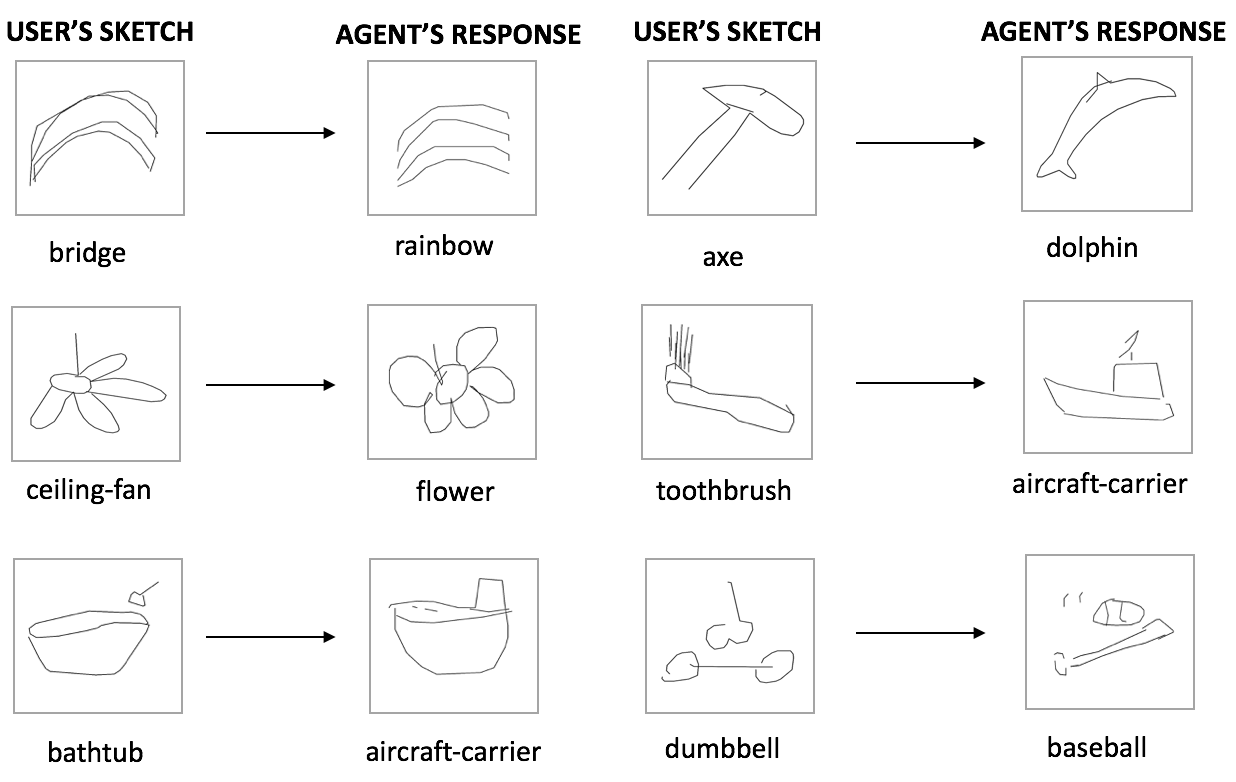 USER'S SKETCH AGENT'S RESPONSE USER'S SKETCH AGENT'S RESPONSE
bridge rainbow axe dolphin
ceiling-fan flower toothbrush aircraft-carrier
bathtub aircraft-carrier dumbbell baseball